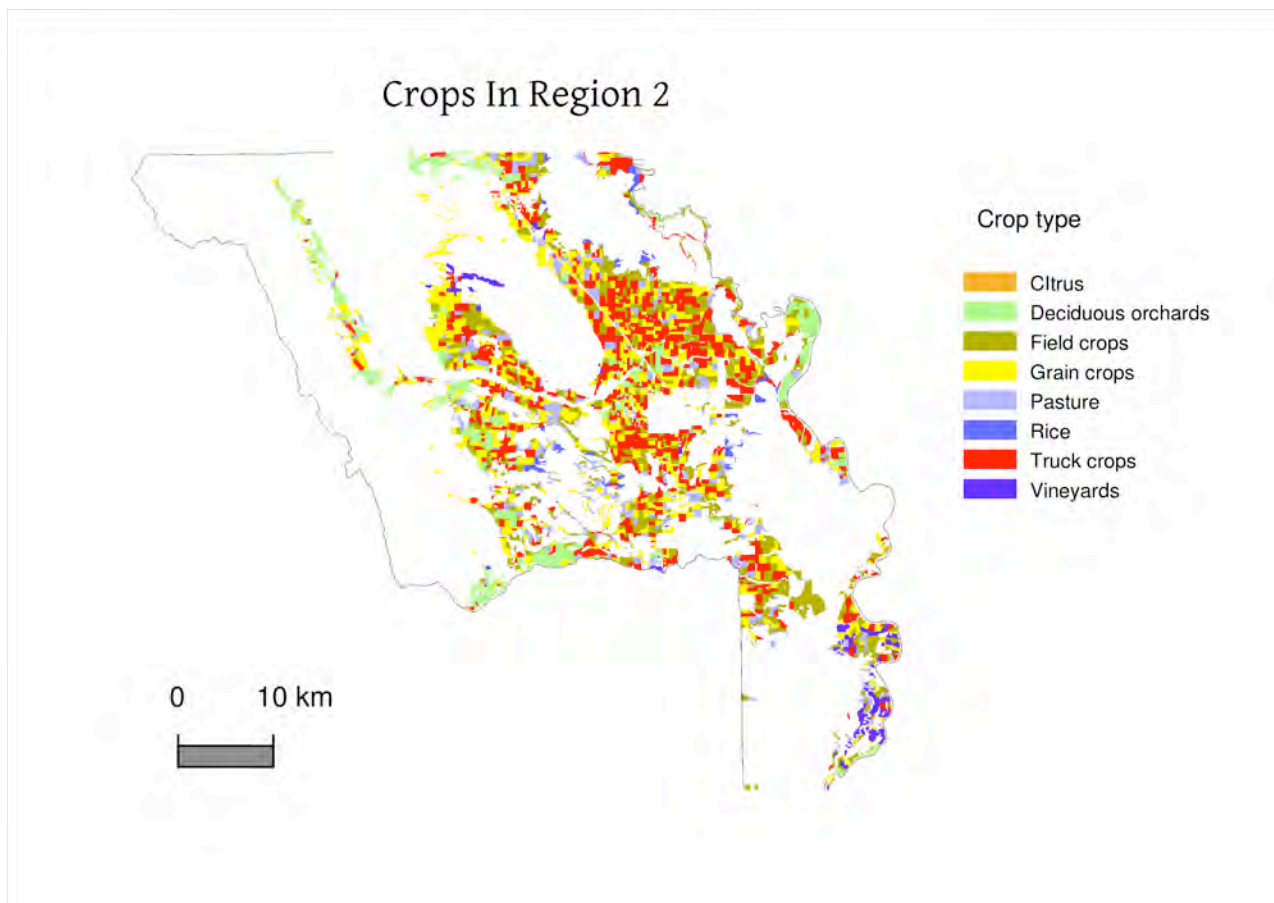 Crops In Region 2
Crop type
CItrus
Deciduous orchards
Field crops
Grain crops
Pasture
Rice
Truck crops
Vineyards
0 10 km